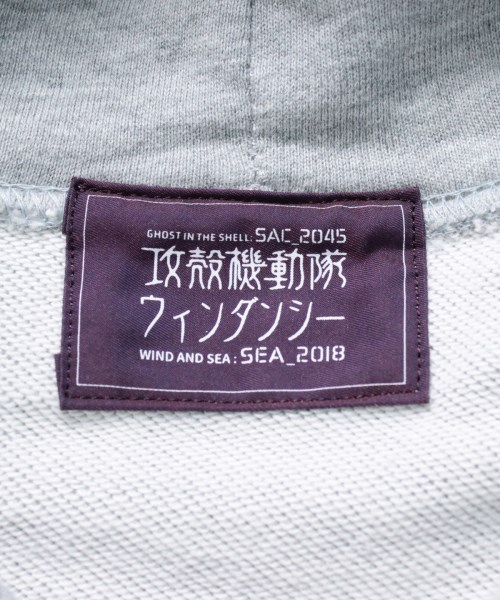 GHOST IN THE SHELL: SAC_2045
攻殻機動隊
ウィンダンシー
WIND AND SEA : SEA_2018